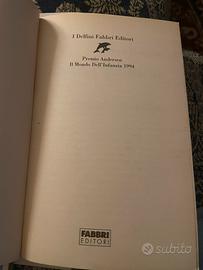 I Delfini Fabbri Editori
Premio Andersen
Il Mondo Dell'Infanzia 1994
FABBRI
EDITORI
subito